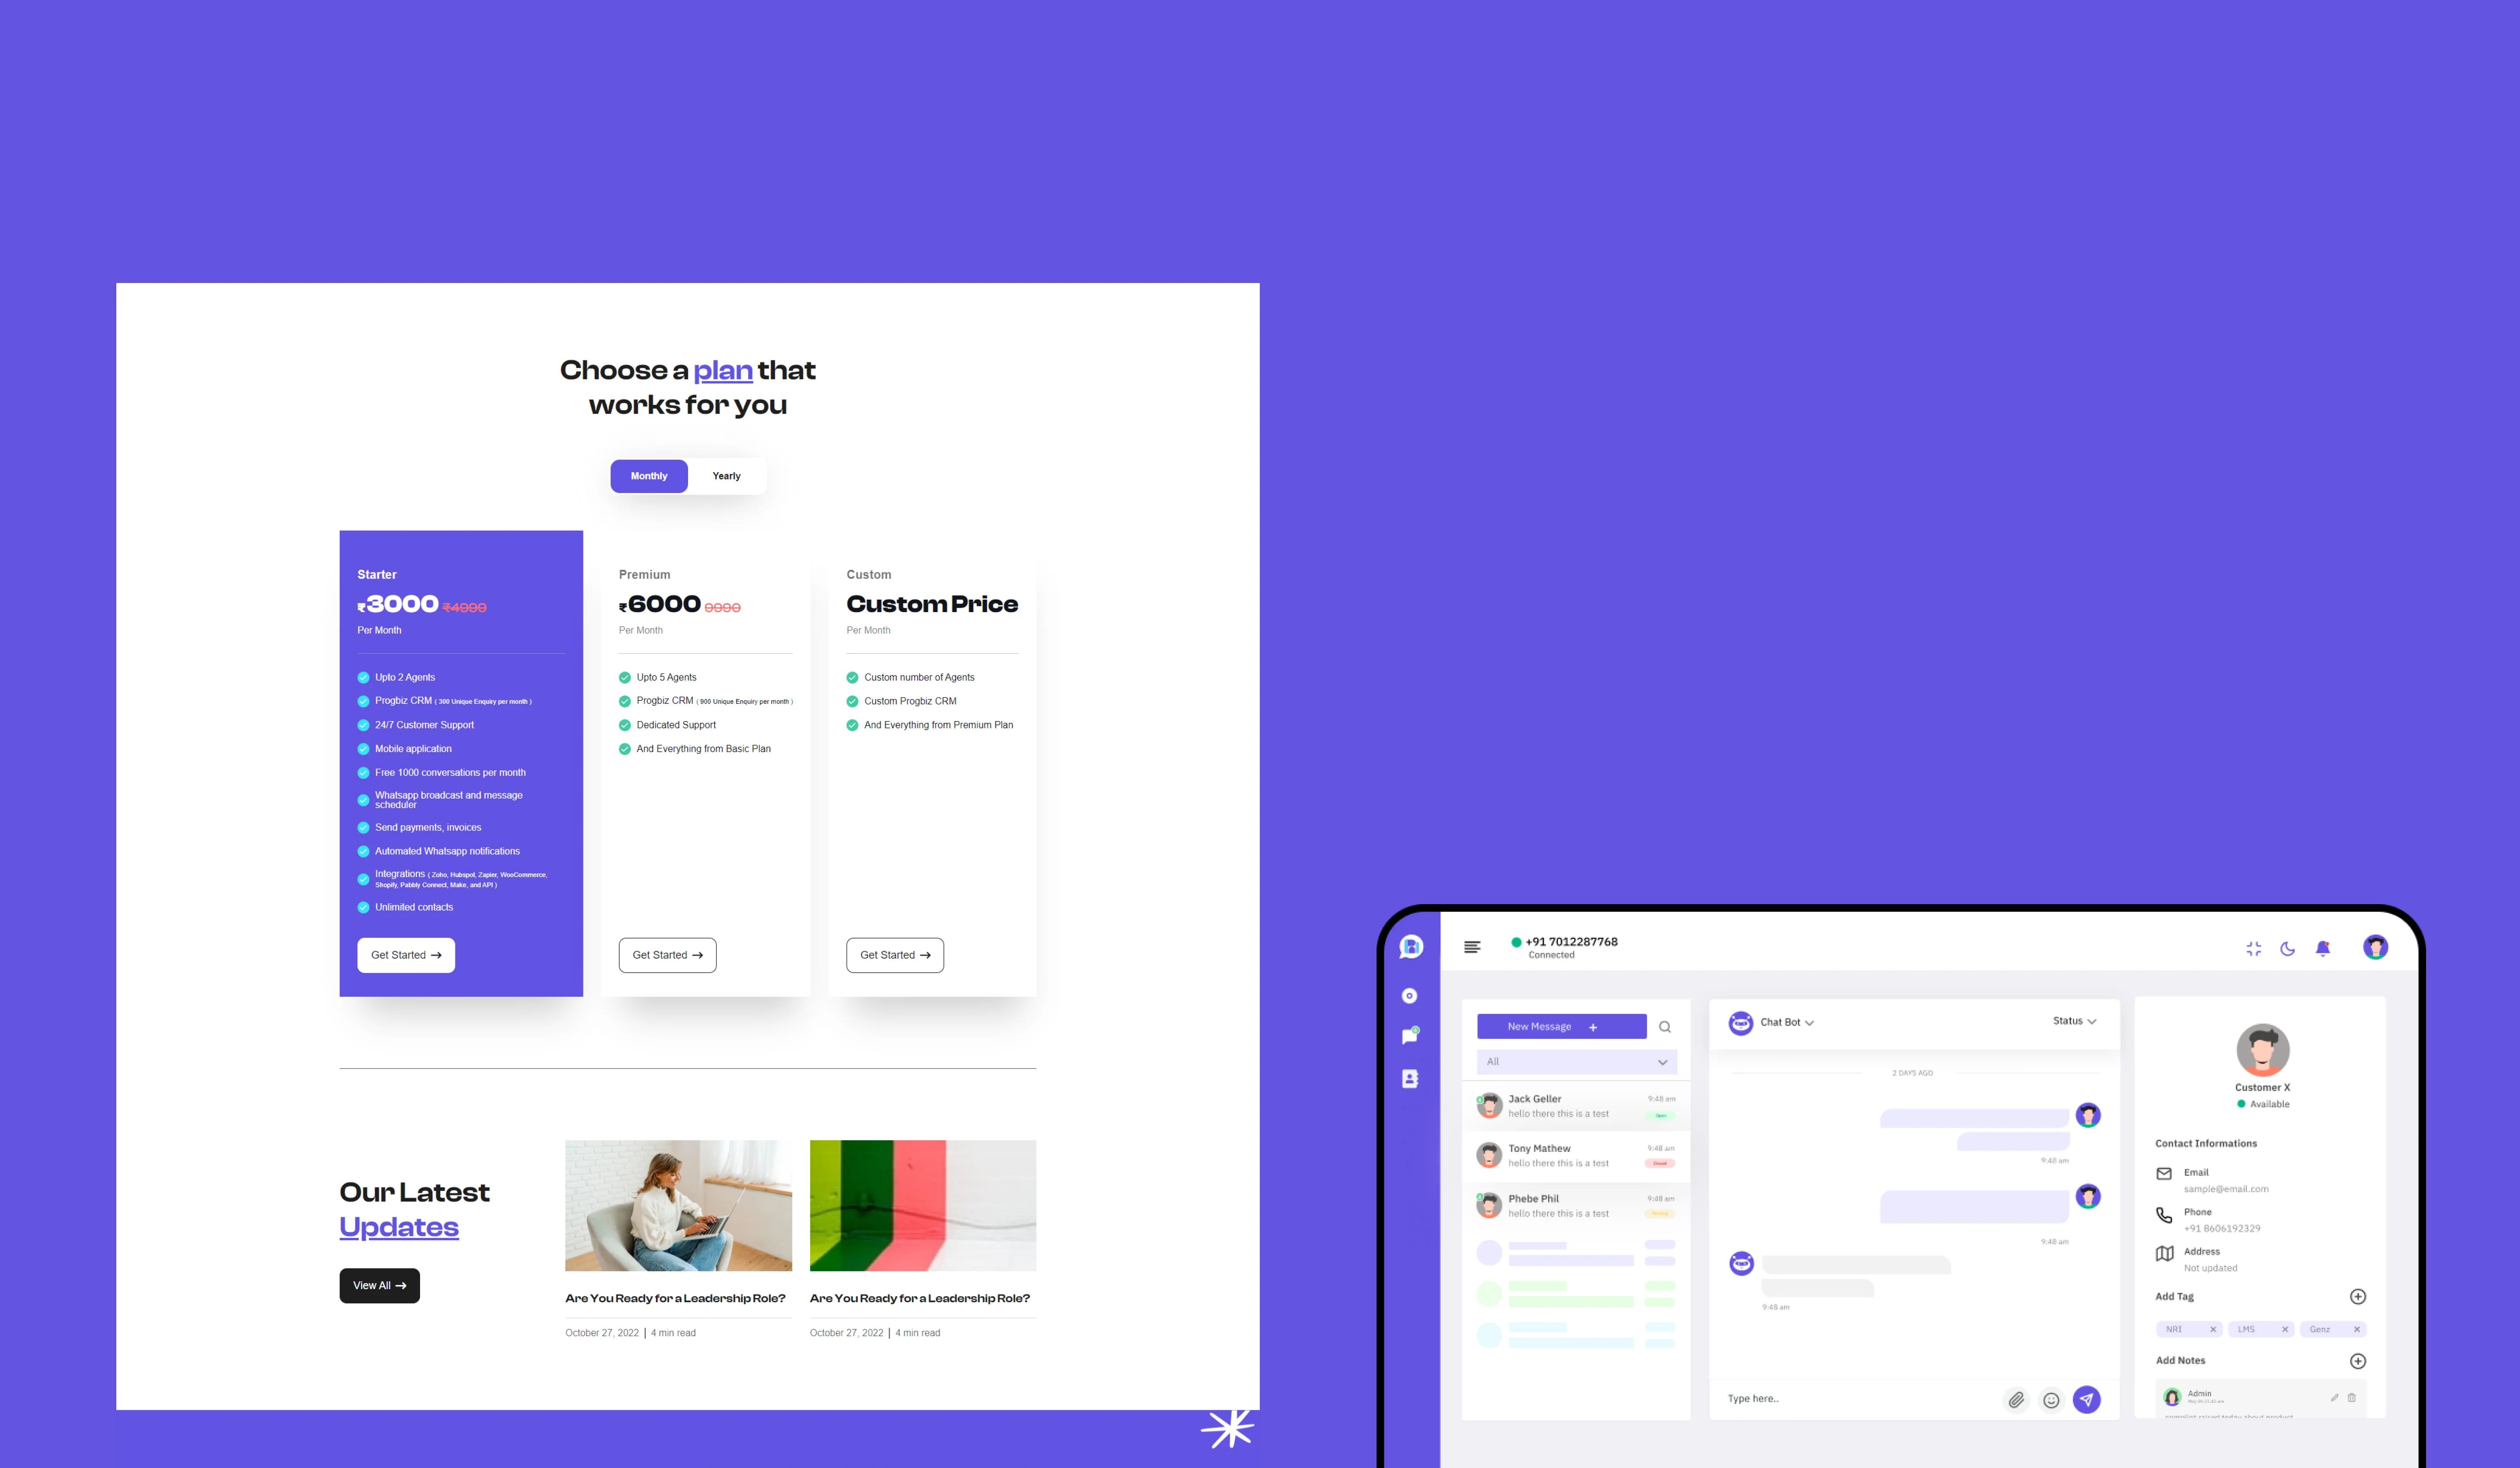 Choose a plan that
works for you
Monthly
Yearly
Starter
₹3000 ₹4999
Per Month
Upto 2 Agents
Progbiz CRM ( 300 Unique Enquiry per month )
24/7 Customer Support
Mobile application
Free 1000 conversations per month
Whatsapp broadcast and message
scheduler
Send payments, invoices
Automated Whatsapp notifications
Integrations ( Zoho, Hubspot, Zapier, WooCommerce,
Shopify, Pabbly Connect, Make, and API )
Unlimited contacts
Get Started
Premium
₹6000 9990
Per Month
Upto 5 Agents
Progbiz CRM ( 900 Unique Enquiry per month )
Dedicated Support
And Everything from Basic Plan
Get Started
Custom
Custom Price
Per Month
Custom number of Agents
Custom Progbiz CRM
And Everything from Premium Plan
Get Started
Our Latest
Updates
View All
Are You Ready for a Leadership Role?
October 27, 2022 | 4 min read
Are You Ready for a Leadership Role?
October 27, 2022 | 4 min read
+91 7012287768
Connected
New Message +
All
Jack Geller
9:48 am
hello there this is a test
Open
Tony Mathew
9:48 am
hello there this is a test
Closed
Phebe Phil
9:48 am
hello there this is a test
Chat Bot
Status
2 DAYS AGO
9:48 am
9:48 am
9:48 am
Type here..
Customer X
Available
Contact Informations
Email
sample@email.com
Phone
+91 8606192329
Address
Not updated
Add Tag
NRI
LMS
Genz
Add Notes
Admin